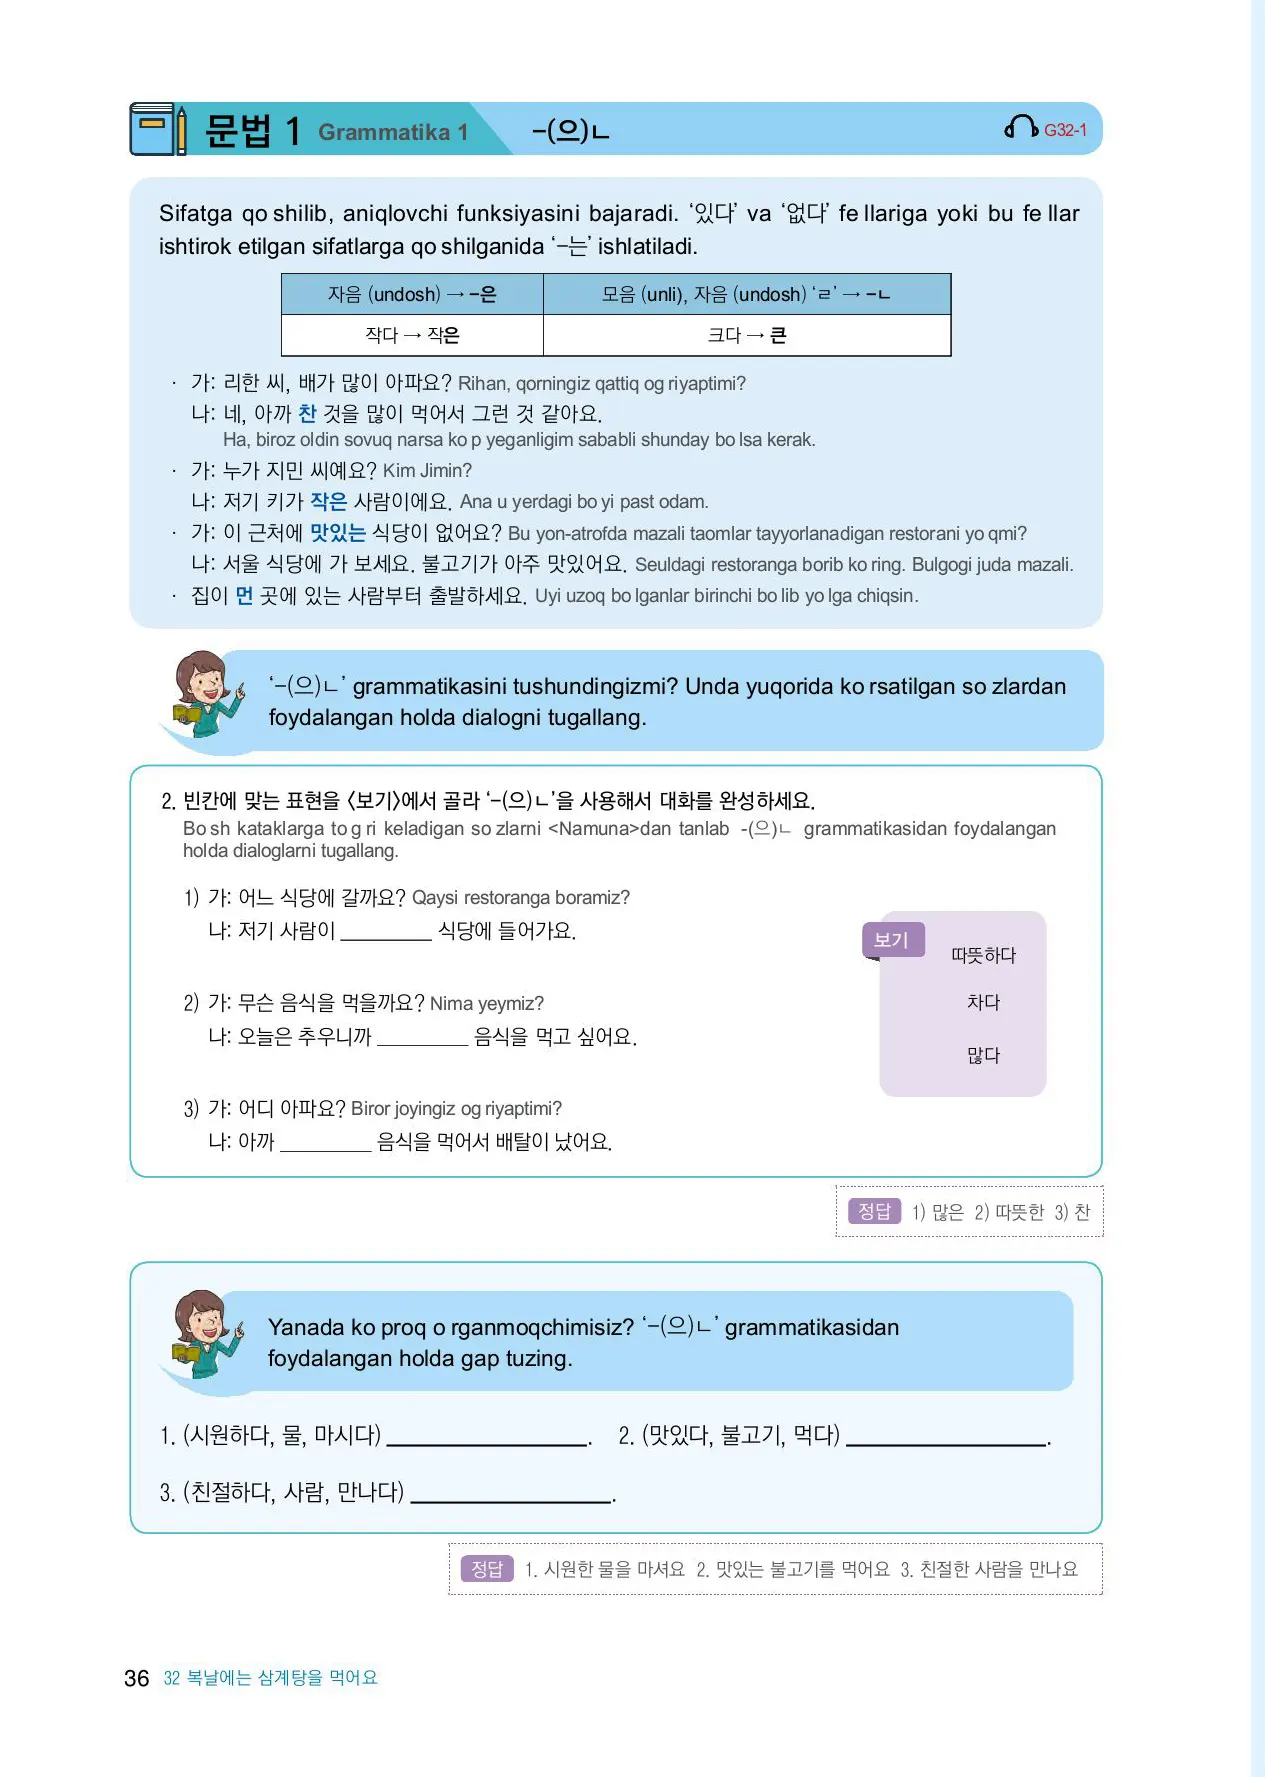 문법 1 Grammatika 1 -(으)ㄴ G32-1
Sifatga qo shilib, aniqlovchi funksiyasini bajaradi. ‘있다’ va ‘없다’ fe llariga yoki bu fe llar
ishtirok etilgan sifatlarga qo shilganida ‘-는’ ishlatiladi.
자음 (undosh) → -은 모음 (unli), 자음 (undosh) ‘ㄹ’ → -ㄴ
작다 → 작은 크다 → 큰
· 가: 리한 씨, 배가 많이 아파요? Rihan, qorningiz qattiq og riyaptimi?
나: 네, 아까 찬 것을 많이 먹어서 그런 것 같아요.
Ha, biroz oldin sovuq narsa ko p yeganligim sababli shunday bo lsa kerak.
· 가: 누가 지민 씨예요? Kim Jimin?
나: 저기 키가 작은 사람이에요. Ana u yerdagi bo yi past odam.
· 가: 이 근처에 맛있는 식당이 없어요? Bu yon-atrofda mazali taomlar tayyorlanadigan restorani yo qmi?
나: 서울 식당에 가 보세요. 불고기가 아주 맛있어요. Seuldagi restoranga borib ko ring. Bulgogi juda mazali.
· 집이 먼 곳에 있는 사람부터 출발하세요. Uyi uzoq bo lganlar birinchi bo lib yo lga chiqsin.
‘-(으)ㄴ’ grammatikasini tushundingizmi? Unda yuqorida ko rsatilgan so zlardan
foydalangan holda dialogni tugallang.
2. 빈칸에 맞는 표현을 <보기>에서 골라 ‘-(으)ㄴ’을 사용해서 대화를 완성하세요.
Bo sh kataklarga to g ri keladigan so zlarni <Namuna>dan tanlab -(으)ㄴ grammatikasidan foydalangan
holda dialoglarni tugallang.
1) 가: 어느 식당에 갈까요? Qaysi restoranga boramiz?
나: 저기 사람이 _________ 식당에 들어가요.
2) 가: 무슨 음식을 먹을까요? Nima yeymiz?
나: 오늘은 추우니까 _________ 음식을 먹고 싶어요.
3) 가: 어디 아파요? Biror joyingiz og riyaptimi?
나: 아까 _________ 음식을 먹어서 배탈이 났어요.
보기
따뜻하다
차다
많다
정답 1) 많은 2) 따뜻한 3) 찬
Yanada ko proq o rganmoqchimisiz? ‘-(으)ㄴ’ grammatikasidan
foydalangan holda gap tuzing.
1. (시원하다, 물, 마시다) _________________. 2. (맛있다, 불고기, 먹다) _________________.
3. (친절하다, 사람, 만나다) _________________.
정답 1. 시원한 물을 마셔요 2. 맛있는 불고기를 먹어요 3. 친절한 사람을 만나요
36 32 복날에는 삼계탕을 먹어요